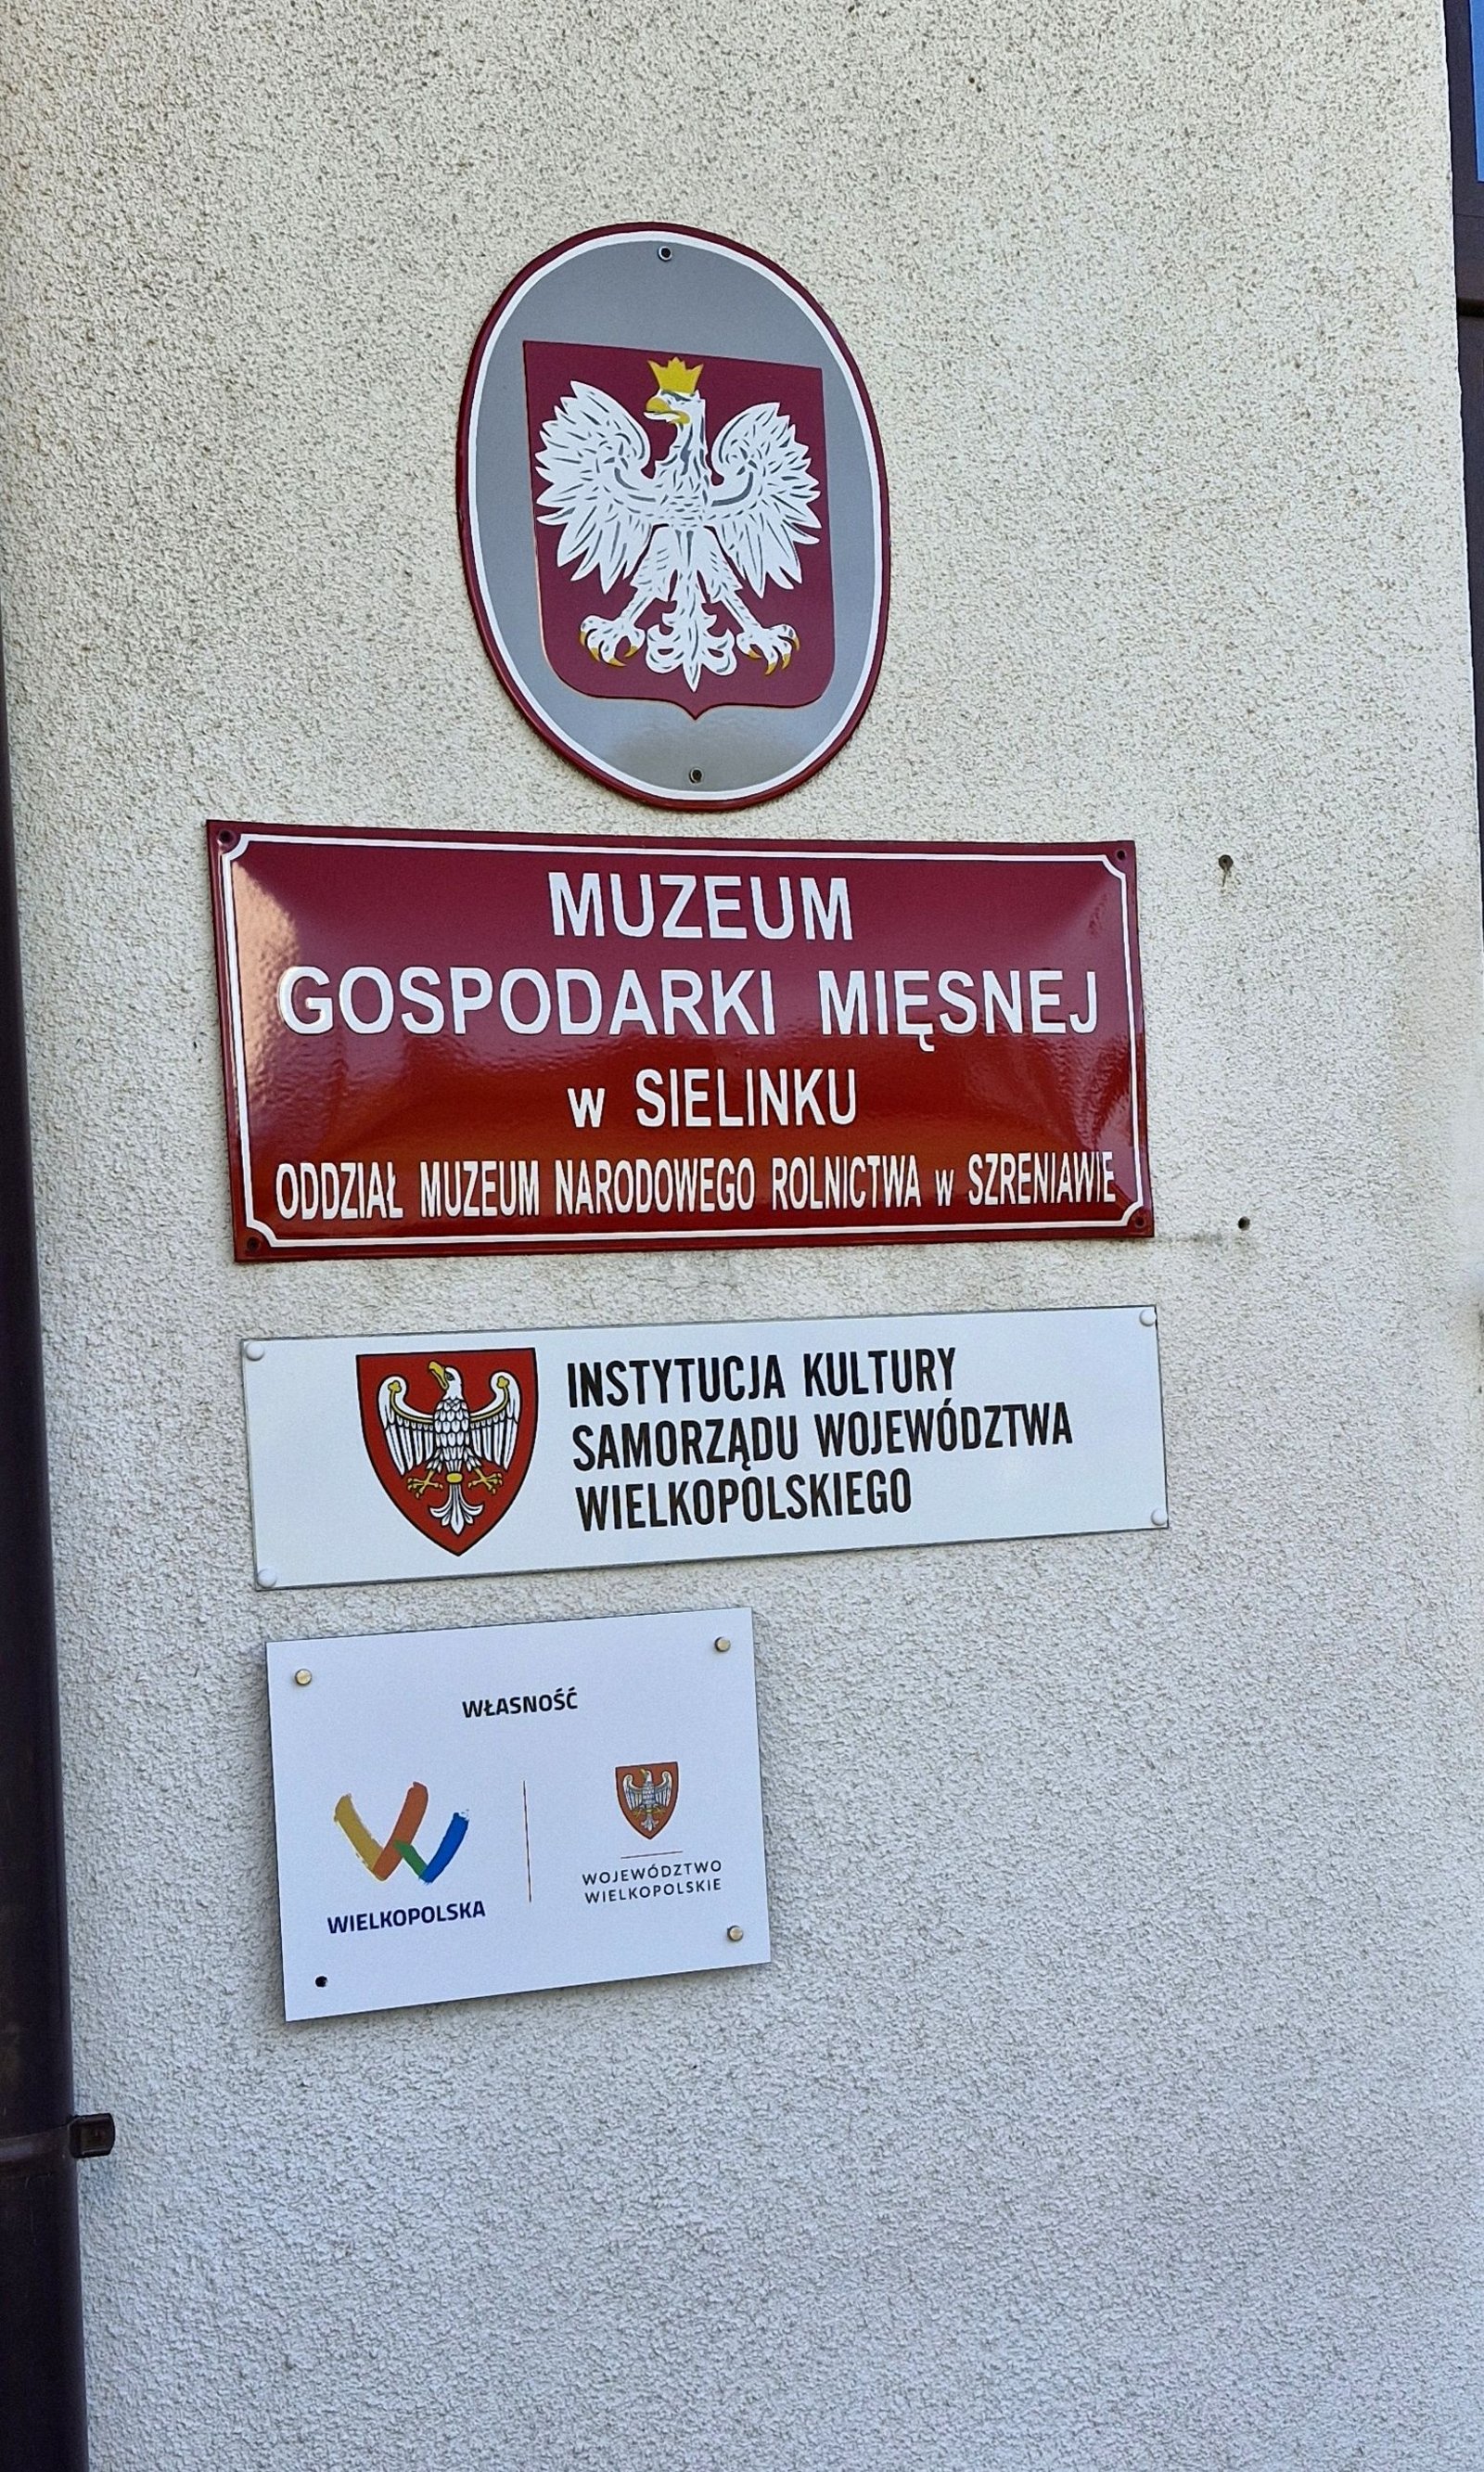 MUZEUM
GOSPODARKI MIĘSNEJ
w SIELINKU
ODDZIAŁ MUZEUM NARODOWEGO ROLNICTWA w SZRENIAWIE
INSTYTUCJA KULTURY
SAMORZĄDU WOJEWÓDZTWA
WIELKOPOLSKIEGO
WŁASNOŚĆ
WIELKOPOLSKA
WOJEWÓDZTWO
WIELKOPOLSKIE